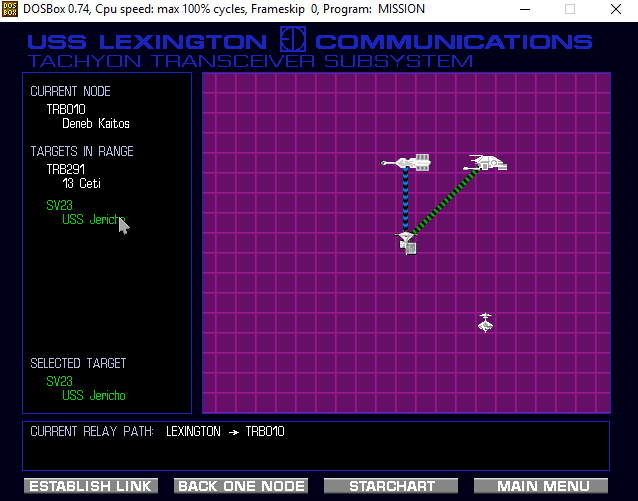 DOS
BOX
DOSBox 0.74, Cpu speed: max 100% cycles, Frameskip 0, Program: MISSION
USS LEXINGTON COMMUNICATIONS
TACHYON TRANSCEIVER SUBSYSTEM
CURRENT NODE
TRB010
Deneb Kaitos
TARGETS IN RANGE
TRB291
13 Ceti
SV23
USS Jericho
SELECTED TARGET
SV23
USS Jericho
CURRENT RELAY PATH: LEXINGTON → TRB010
ESTABLISH LINK BACK ONE NODE STARCHART MAIN MENU